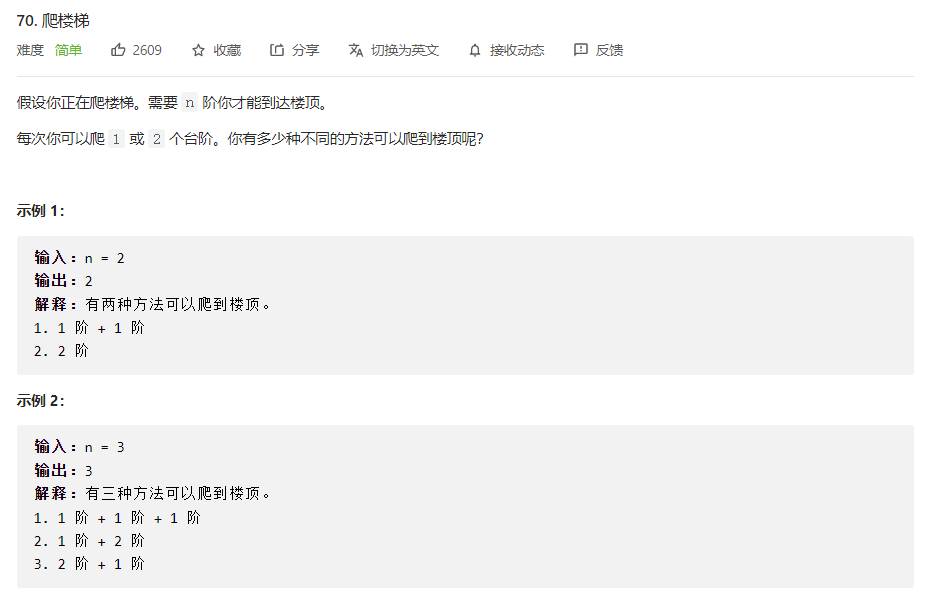 70. 爬楼梯
难度 简单 2609 收藏 分享 切换为英文 接收动态 反馈
假设你正在爬楼梯。需要 n 阶你才能到达楼顶。
每次你可以爬 1 或 2 个台阶。你有多少种不同的方法可以爬到楼顶呢？
示例 1：
输入：n = 2
输出：2
解释：有两种方法可以爬到楼顶。
1. 1 阶 + 1 阶
2. 2 阶
示例 2：
输入：n = 3
输出：3
解释：有三种方法可以爬到楼顶。
1. 1 阶 + 1 阶 + 1 阶
2. 1 阶 + 2 阶
3. 2 阶 + 1 阶